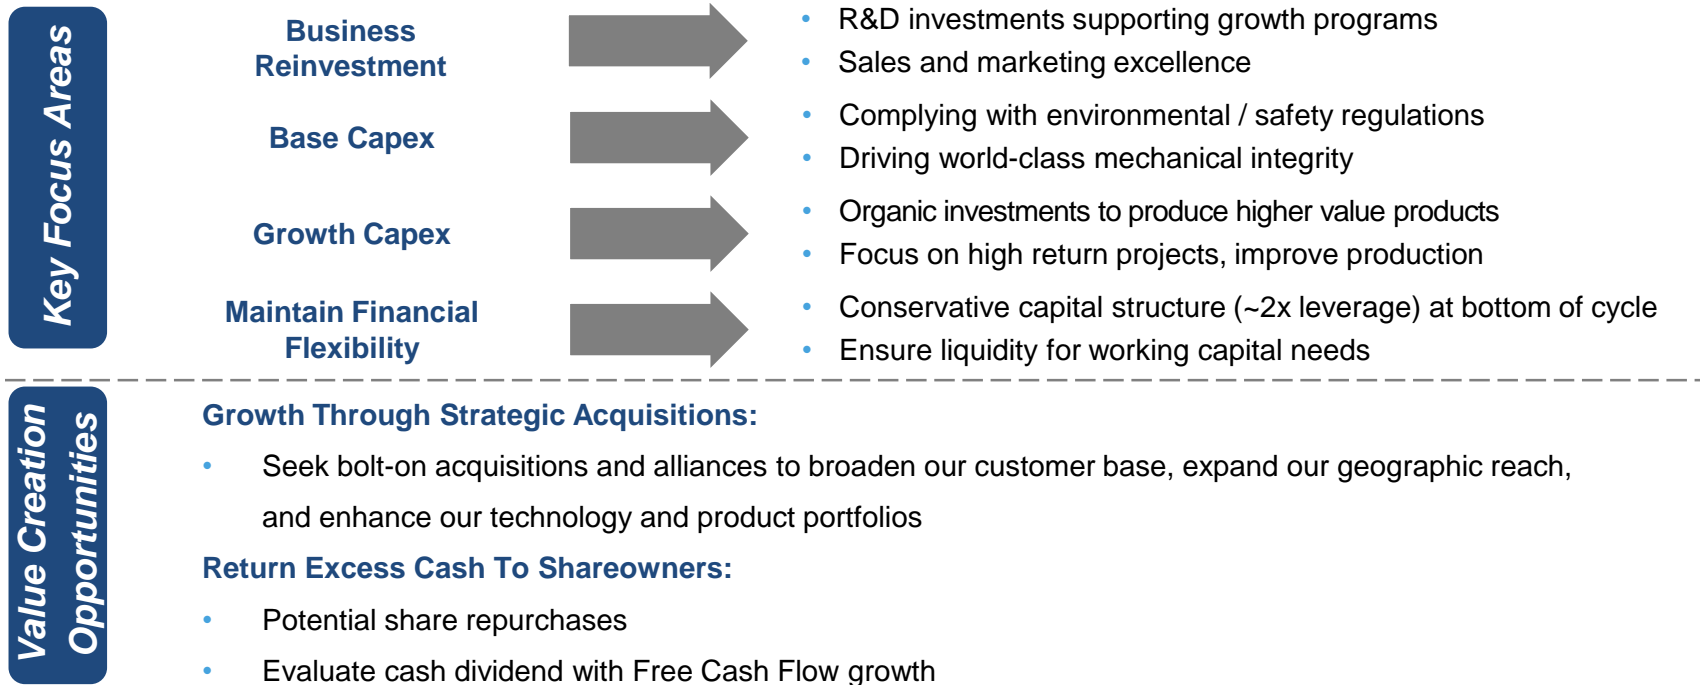 Key Focus Areas
Business
Reinvestment
• R&D investments supporting growth programs
• Sales and marketing excellence
Base Capex
• Complying with environmental / safety regulations
• Driving world-class mechanical integrity
Growth Capex
• Organic investments to produce higher value products
• Focus on high return projects, improve production
Maintain Financial
Flexibility
• Conservative capital structure (~2x leverage) at bottom of cycle
• Ensure liquidity for working capital needs
Value Creation
Opportunities
Growth Through Strategic Acquisitions:
• Seek bolt-on acquisitions and alliances to broaden our customer base, expand our geographic reach,
and enhance our technology and product portfolios
Return Excess Cash To Shareowners:
• Potential share repurchases
• Evaluate cash dividend with Free Cash Flow growth